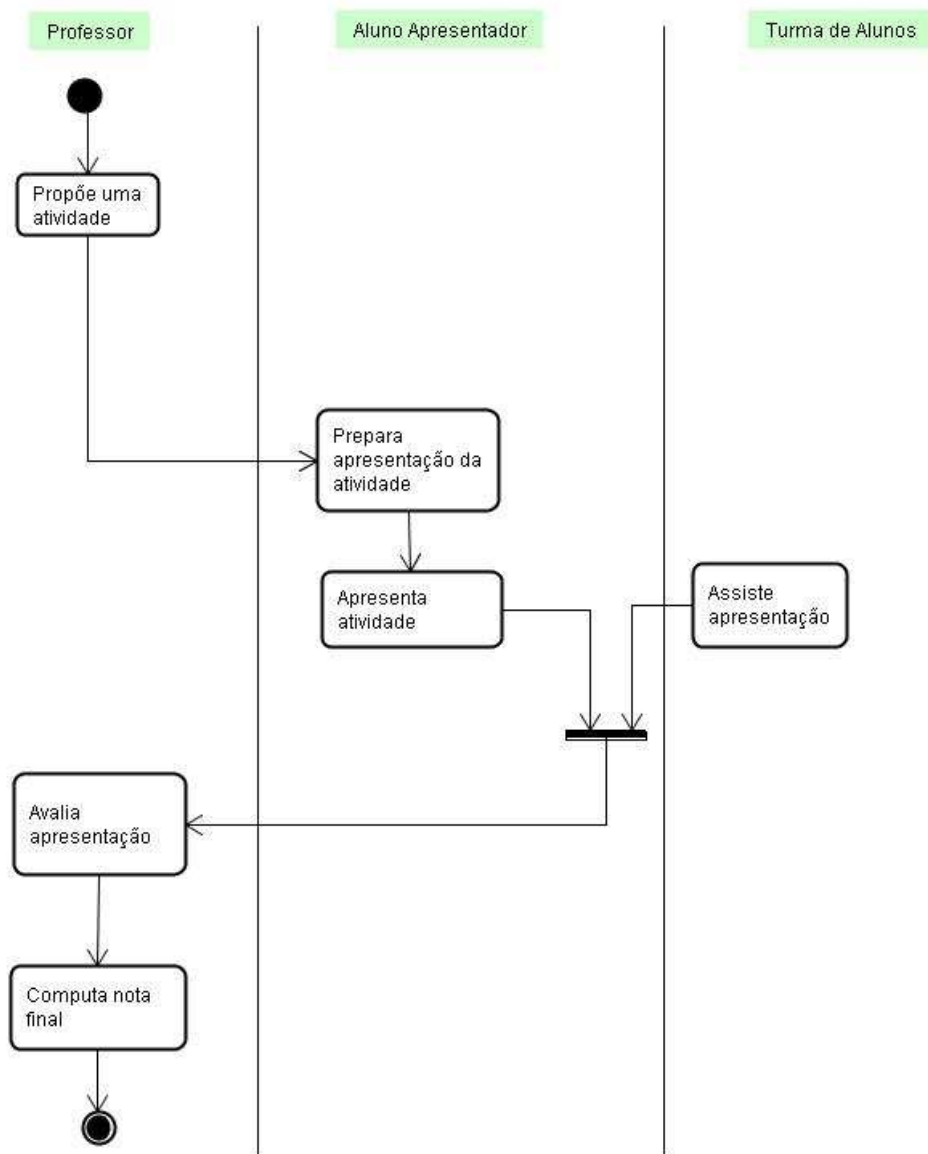 Professor
Aluno Apresentador
Turma de Alunos
Propõe uma
atividade
Prepara
apresentação da
atividade
Apresenta
atividade
Assiste
apresentação
Avalia
apresentação
Computa nota
final